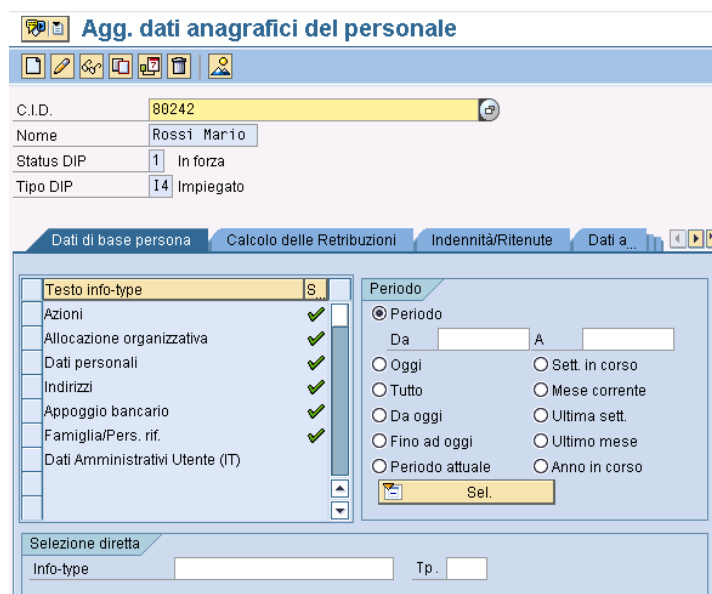 Agg. dati anagrafici del personale
C.I.D. 80242
Nome Rossi Mario
Status DIP 1 In forza
Tipo DIP I4 Impiegato
Dati di base persona Calcolo delle Retribuzioni Indennità/Ritenute Dati a...
Testo info-type S...
Azioni
Allocazione organizzativa
Dati personali
Indirizzi
Appoggio bancario
Famiglia/Pers. rif.
Dati Amministrativi Utente (IT)
Periodo
Periodo
Da A
Oggi Sett. in corso
Tutto Mese corrente
Da oggi Ultima sett.
Fino ad oggi Ultimo mese
Periodo attuale Anno in corso
Sel.
Selezione diretta
Info-type Tp.